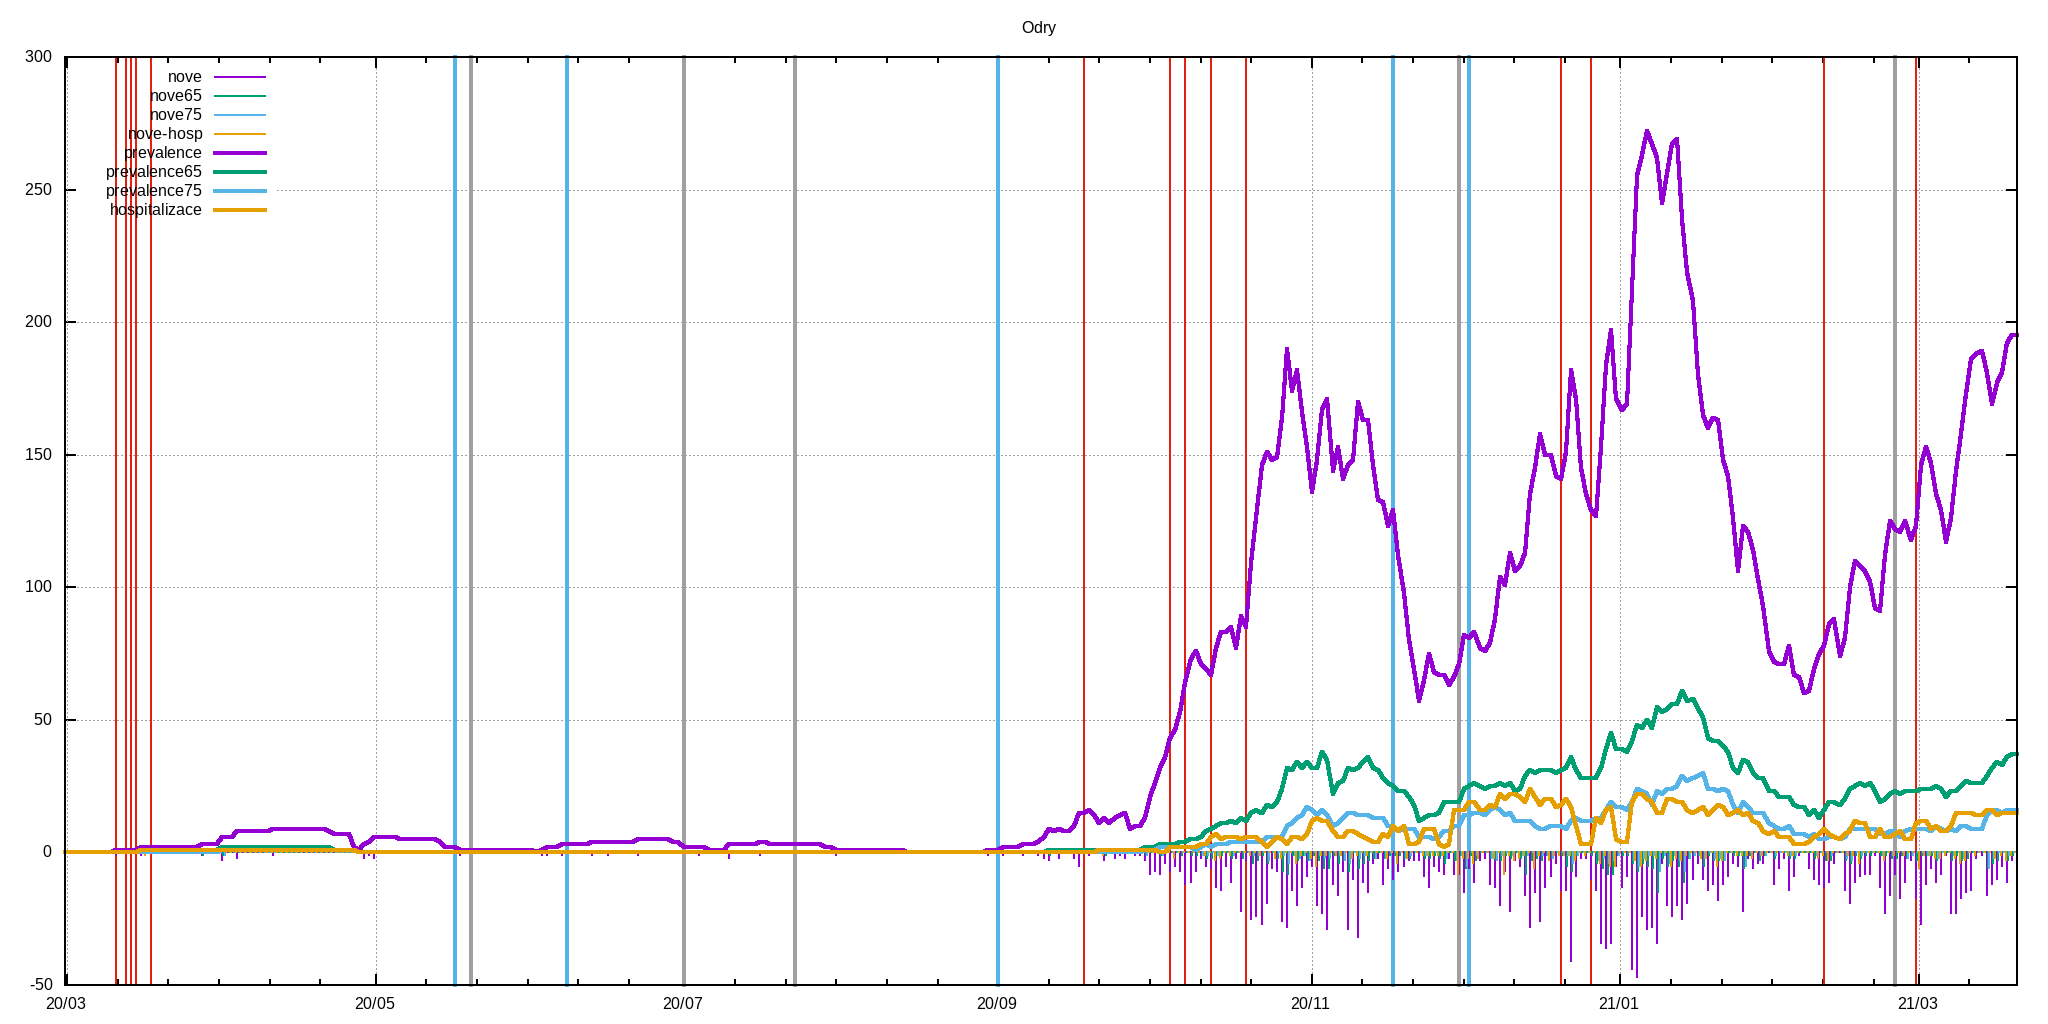 Odry
300
250
200
150
100
50
0
-50
nove
nove65
nove75
nove-hosp
prevalence
prevalence65
prevalence75
hospitalizace
20/03 20/05 20/07 20/09 20/11 21/01 21/03